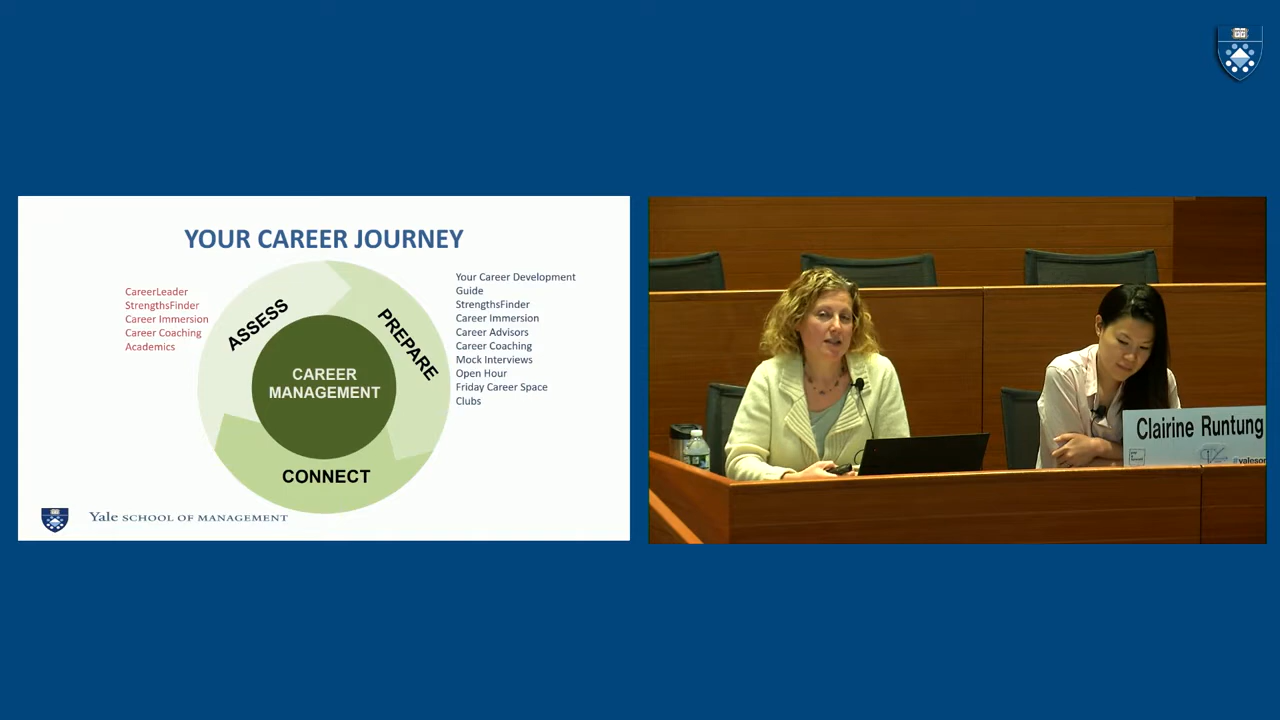 YOUR CAREER JOURNEY
CareerLeader
StrengthsFinder
Career Immersion
Career Coaching
Academics
ASSESS
PREPARE
CAREER
MANAGEMENT
CONNECT
Your Career Development
Guide
StrengthsFinder
Career Immersion
Career Advisors
Career Coaching
Mock Interviews
Open Hour
Friday Career Space
Clubs
Yale SCHOOL OF MANAGEMENT
Clairine Runtung
#yalesom